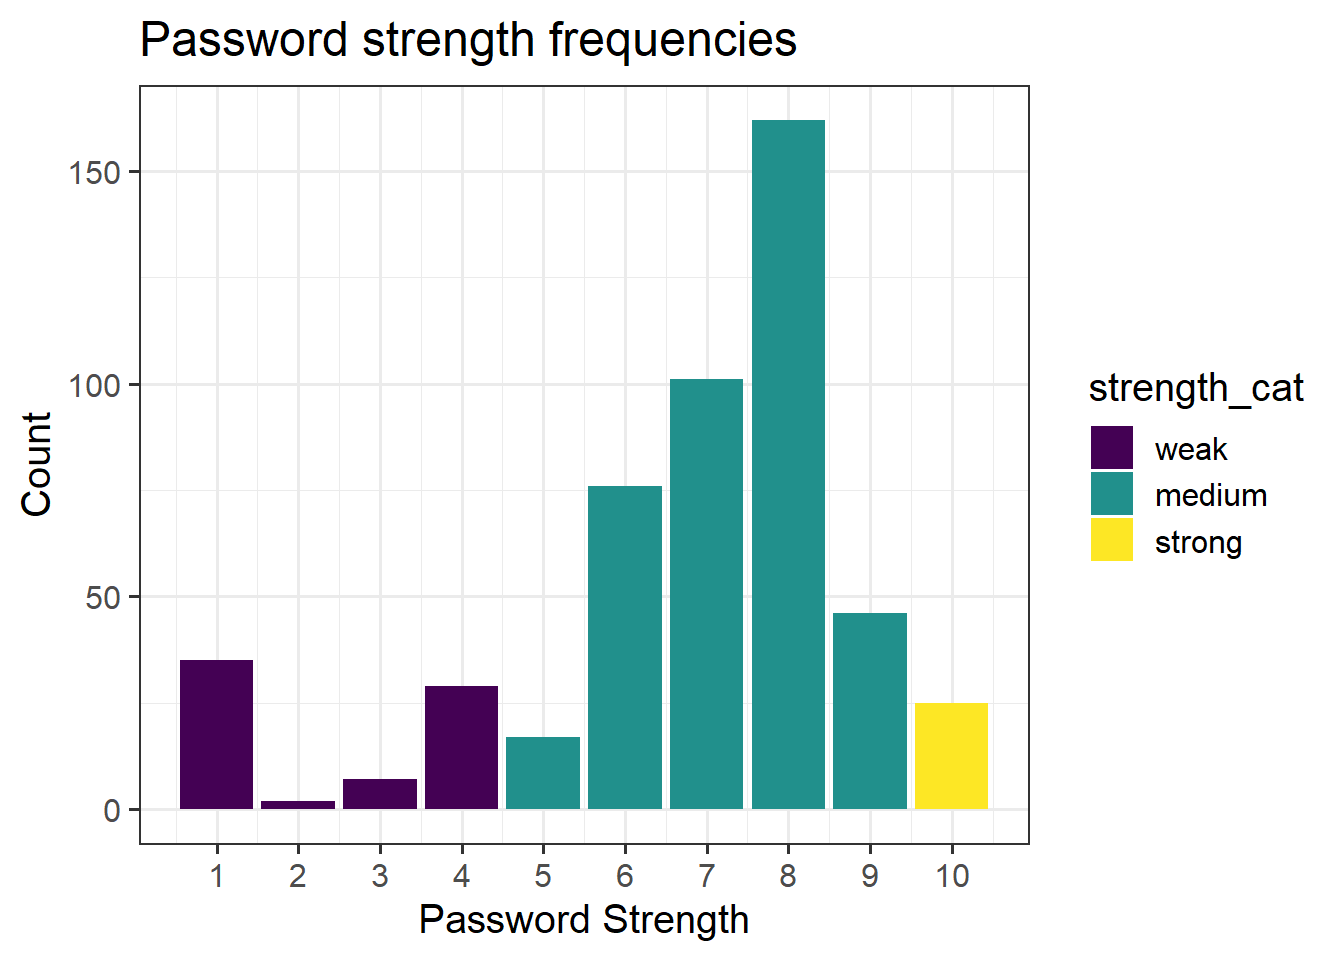 Password strength frequencies
150
100
50
0
Count
1 2 3 4 5 6 7 8 9 10
Password Strength
strength_cat
weak
medium
strong